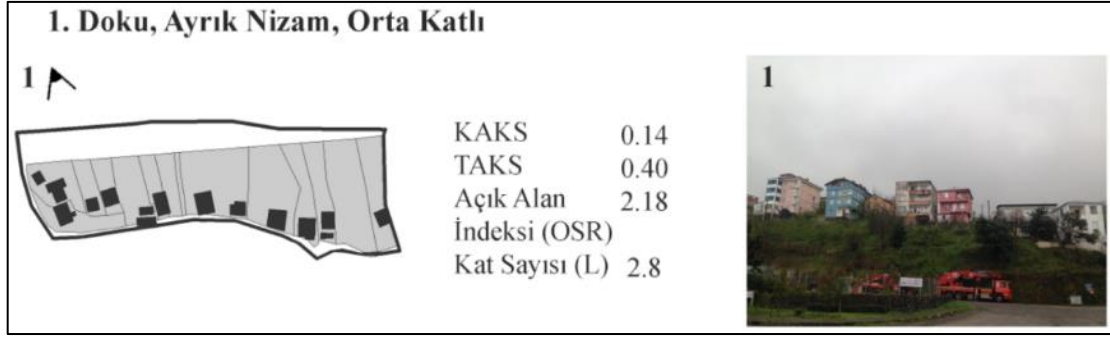 1. Doku, Ayrık Nizam, Orta Katlı
1
KAKS 0.14
TAKS 0.40
Açık Alan 2.18
İndeksi (OSR)
Kat Sayısı (L) 2.8
1